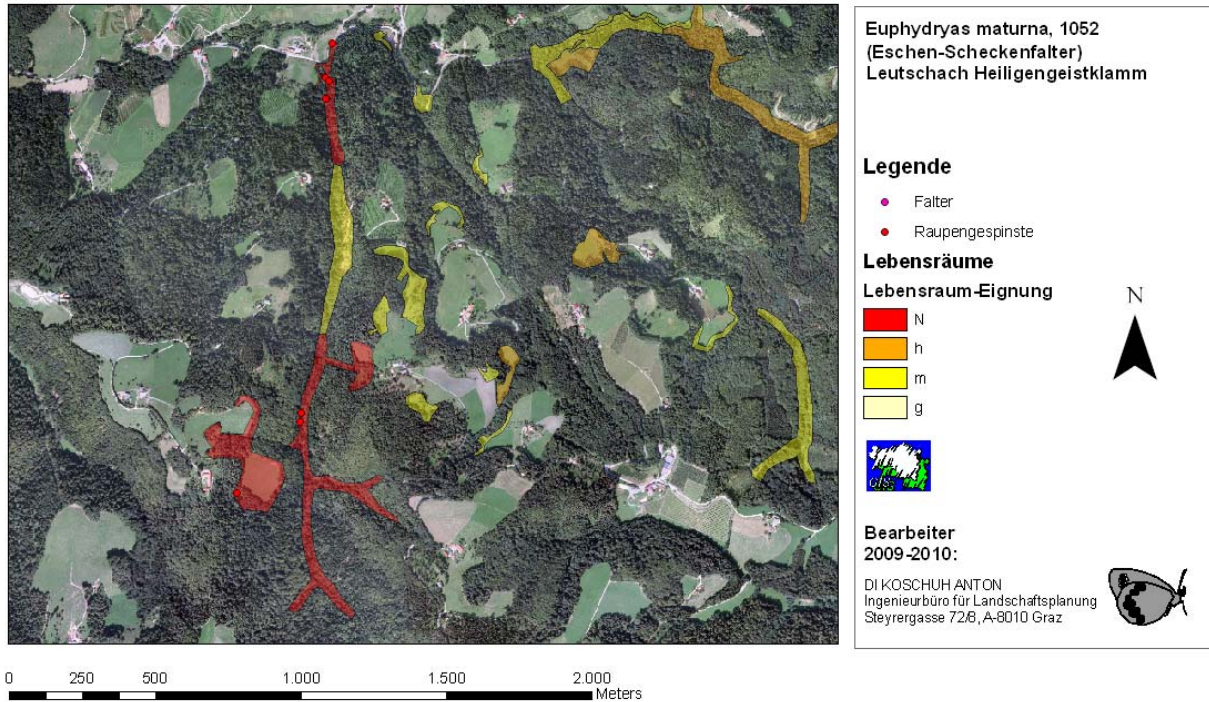 Euphydryas maturna, 1052
(Eschen-Scheckenfalter)
Leutschach Heiligengeistklamm
Legende
Falter
Raupengespinste
Lebensräume
Lebensraum-Eignung
N
h
m
g
N
GIS
Bearbeiter
2009-2010:
DI KOSCHUH ANTON
Ingenieurbüro für Landschaftsplanung
Steyrergasse 72/8, A-8010 Graz
0 250 500 1.000 1.500 2.000
Meters